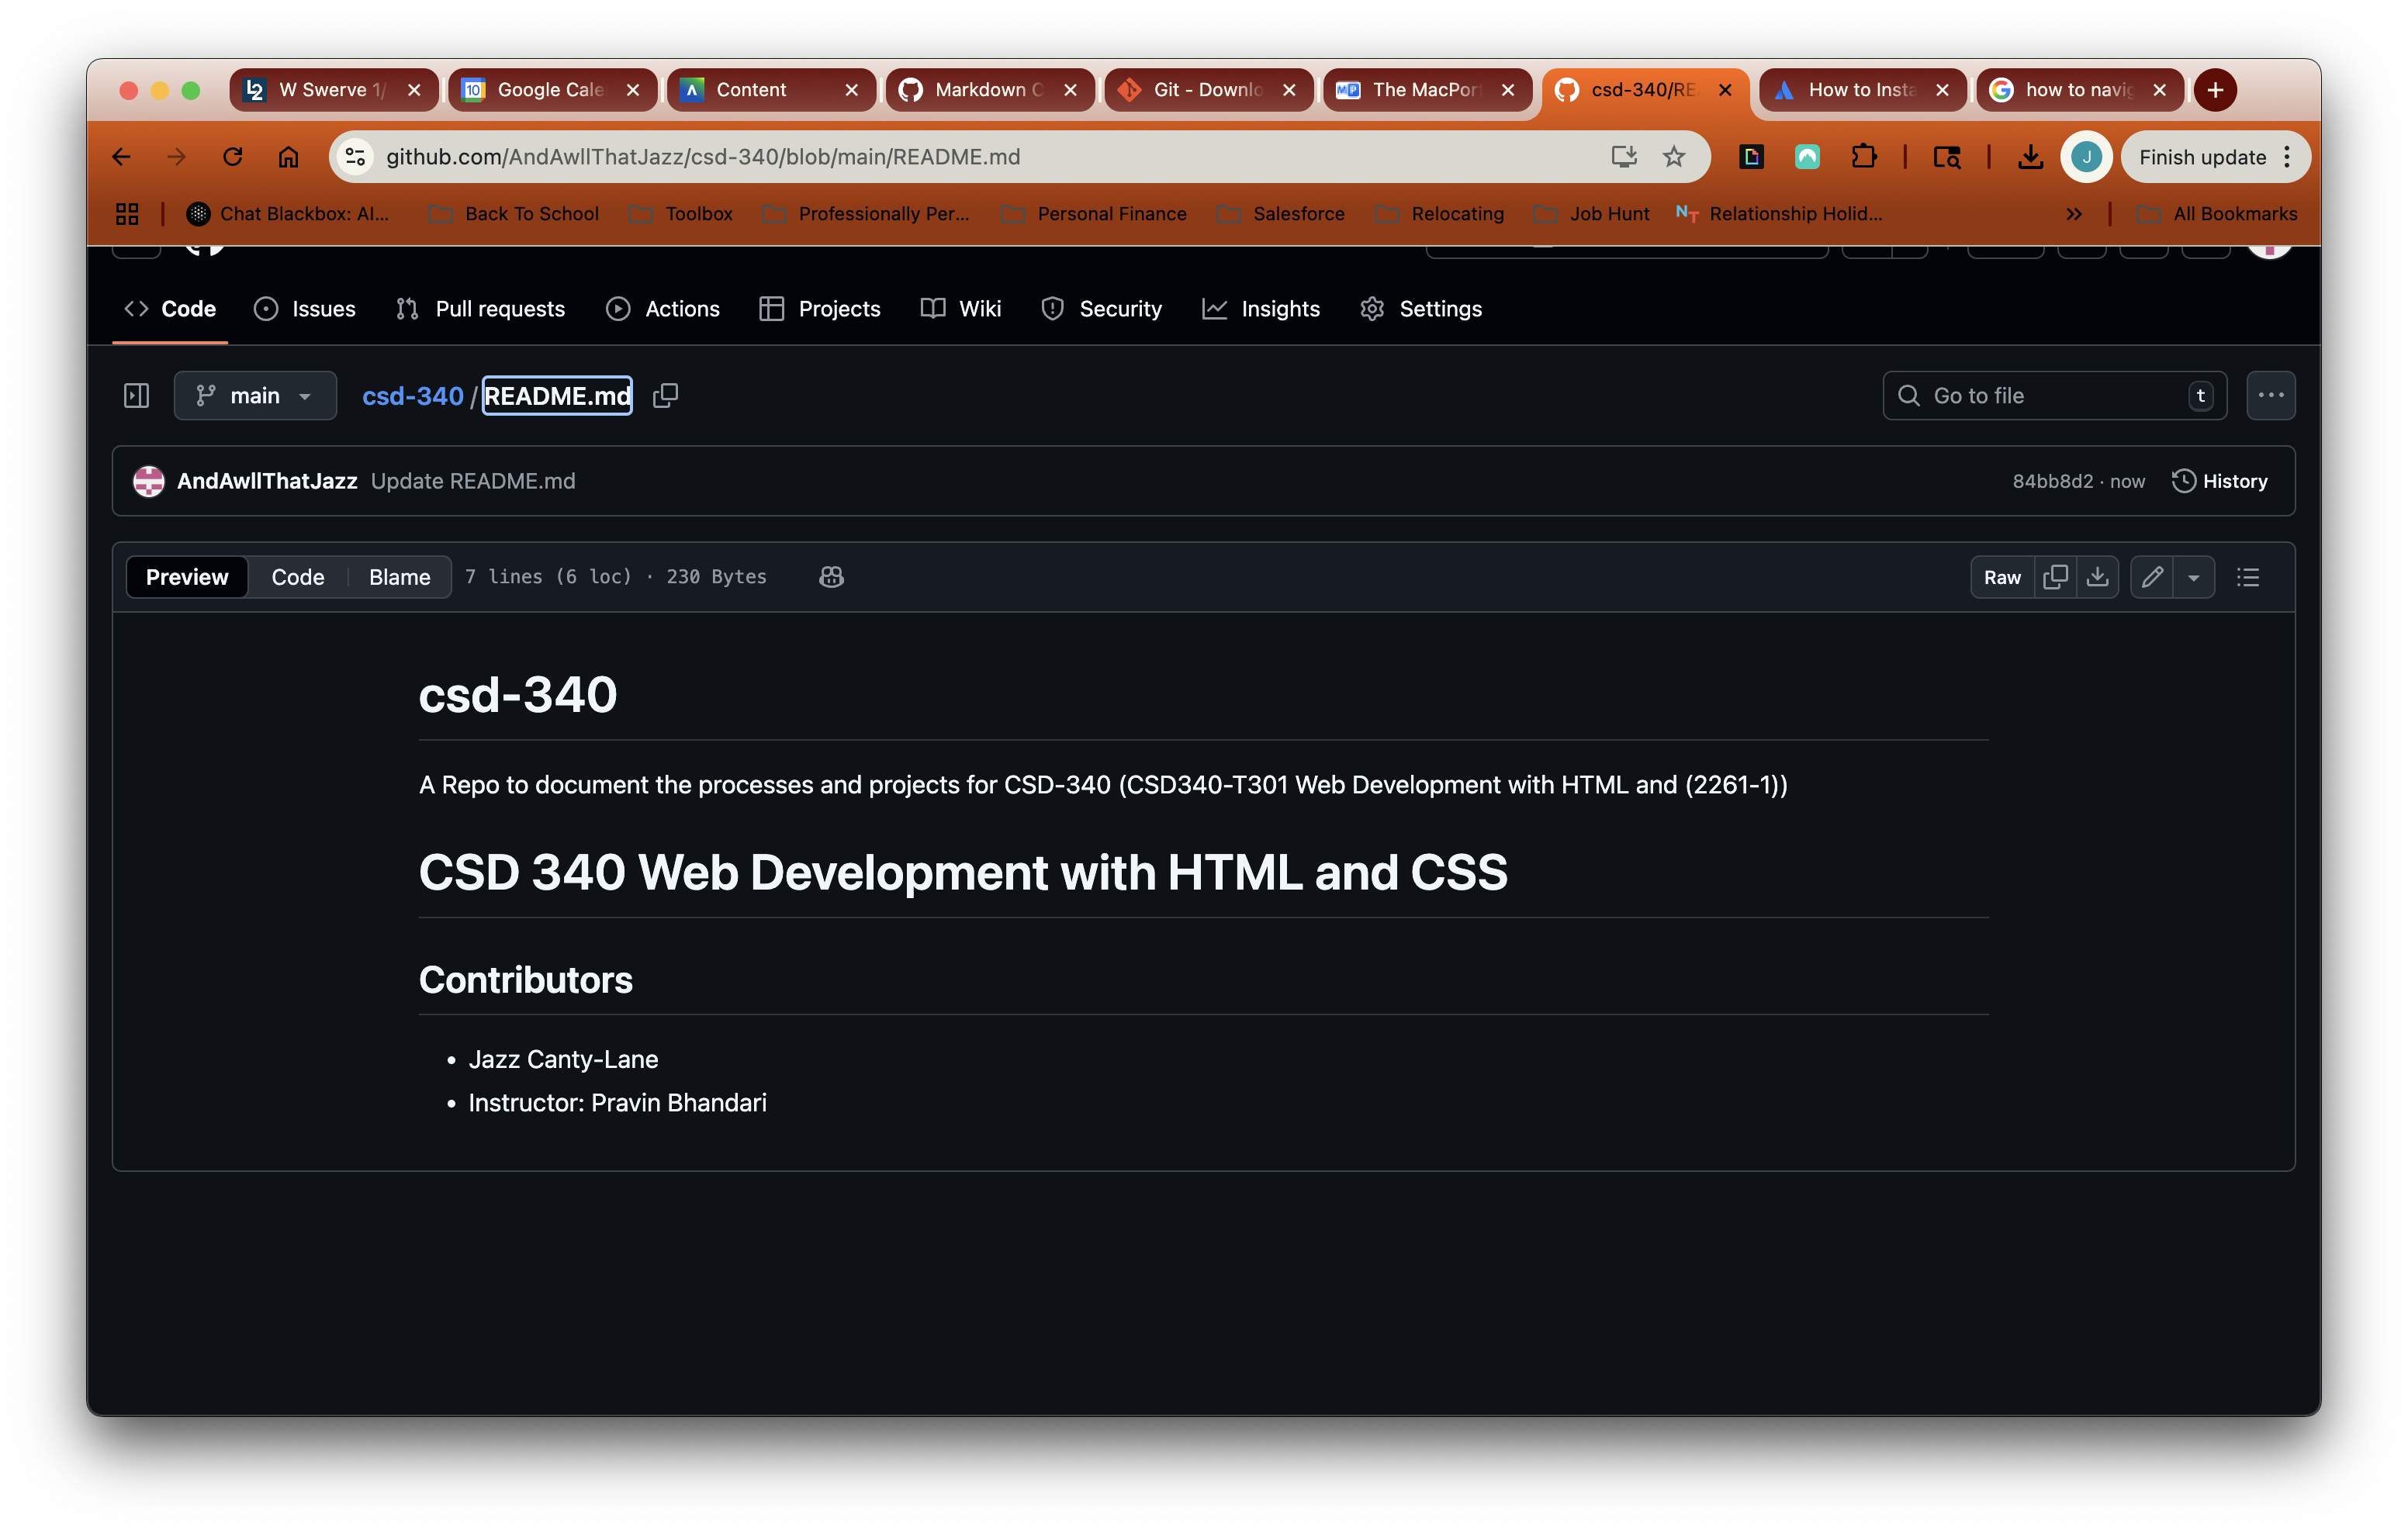 W Swerve 1/
Google Cale
Content
Markdown C
Git - Downlo
The MacPor
csd-340/RE
How to Insta
how to navig
github.com/AndAwllThatJazz/csd-340/blob/main/README.md
J
Finish update
Chat Blackbox: AI...
Back To School
Toolbox
Professionally Per...
Personal Finance
Salesforce
Relocating
Job Hunt
NT
Relationship Holid...
All Bookmarks
Code
Issues
Pull requests
Actions
Projects
Wiki
Security
Insights
Settings
main
csd-340 / README.md
Go to file
t
AndAwllThatJazz Update README.md
84bb8d2 · now
History
Preview
Code
Blame
7 lines (6 loc) · 230 Bytes
Raw
csd-340
A Repo to document the processes and projects for CSD-340 (CSD340-T301 Web Development with HTML and (2261-1))
CSD 340 Web Development with HTML and CSS
Contributors
• Jazz Canty-Lane
• Instructor: Pravin Bhandari